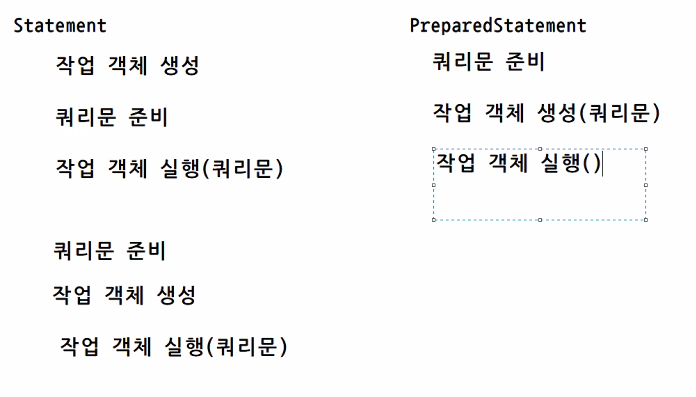 Statement
작업 객체 생성
쿼리문 준비
작업 객체 실행(쿼리문)
쿼리문 준비
작업 객체 생성
작업 객체 실행(쿼리문)
PreparedStatement
쿼리문 준비
작업 객체 생성(쿼리문)
작업 객체 실행()